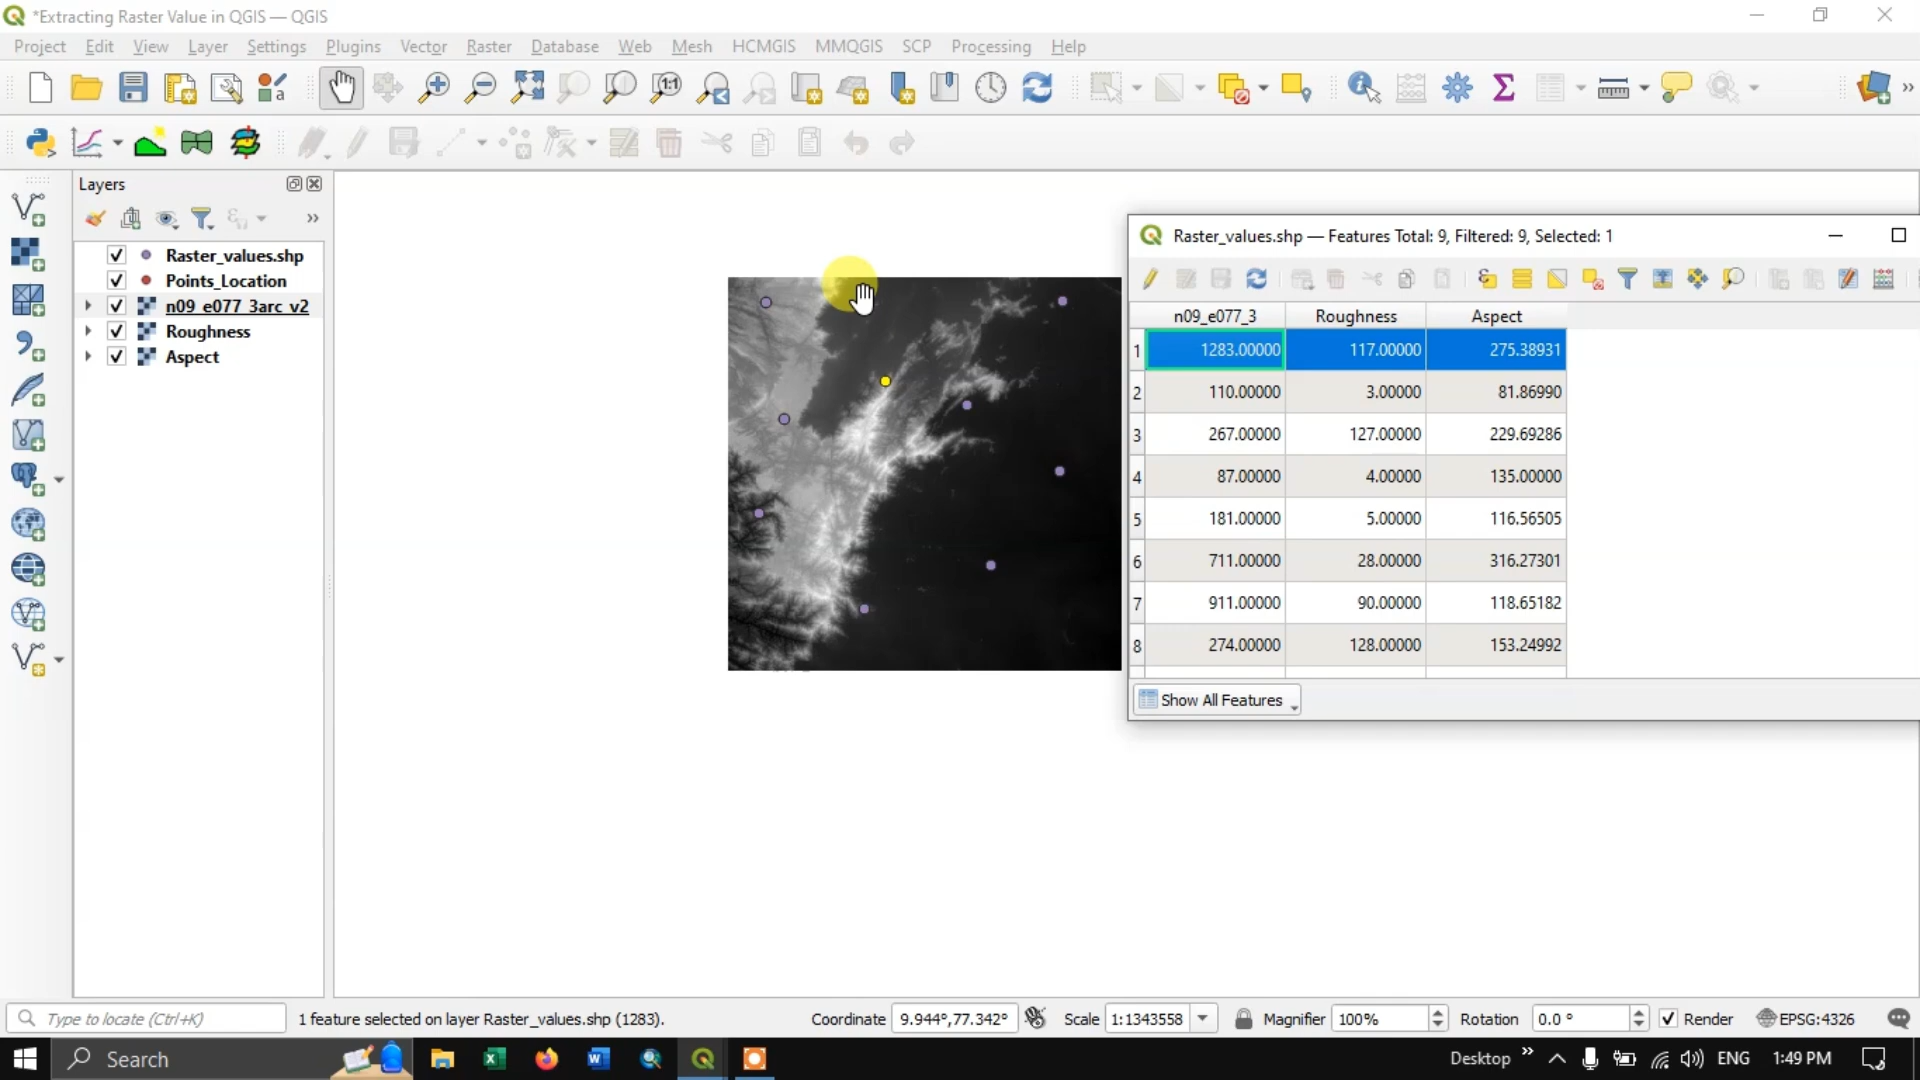 *Extracting Raster Value in QGIS — QGIS
Project Edit View Layer Settings Plugins Vector Raster Database Web Mesh HCMGIS MMQGIS SCP Processing Help
1:1
a
Layers
Raster_values.shp
Points_Location
n09_e077_3arc_v2
Roughness
Aspect
Raster_values.shp — Features Total: 9, Filtered: 9, Selected: 1
n09_e077_3 Roughness Aspect
1 1283.00000 117.00000 275.38931
2 110.00000 3.00000 81.86990
3 267.00000 127.00000 229.69286
4 87.00000 4.00000 135.00000
5 181.00000 5.00000 116.56505
6 711.00000 28.00000 316.27301
7 911.00000 90.00000 118.65182
8 274.00000 128.00000 153.24992
Show All Features
Type to locate (Ctrl+K) 1 feature selected on layer Raster_values.shp (1283). Coordinate 9.944°,77.342° Scale 1:1343558 Magnifier 100% Rotation 0.0 ° Render EPSG:4326
Search Desktop ENG 1:49 PM